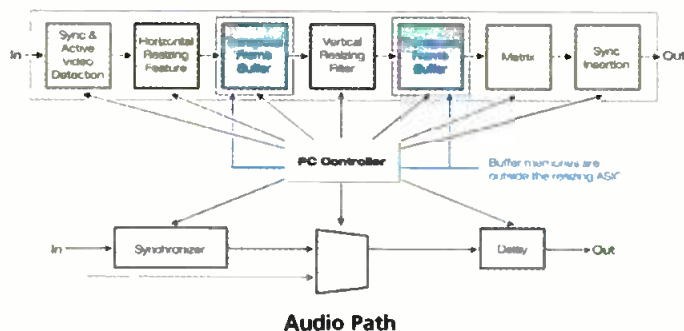 In
Sync &
Active
Video
Detection
Horizontal
Resizing
Feature
Frame
Buffer
Vertical
Resizing
Filter
Frame
Buffer
Matrix
Sync
Insertion
Out
PC Controller
Buffer memories are
outside the resizing ASIC
In
Synchronizer
Delay
Out
Audio Path